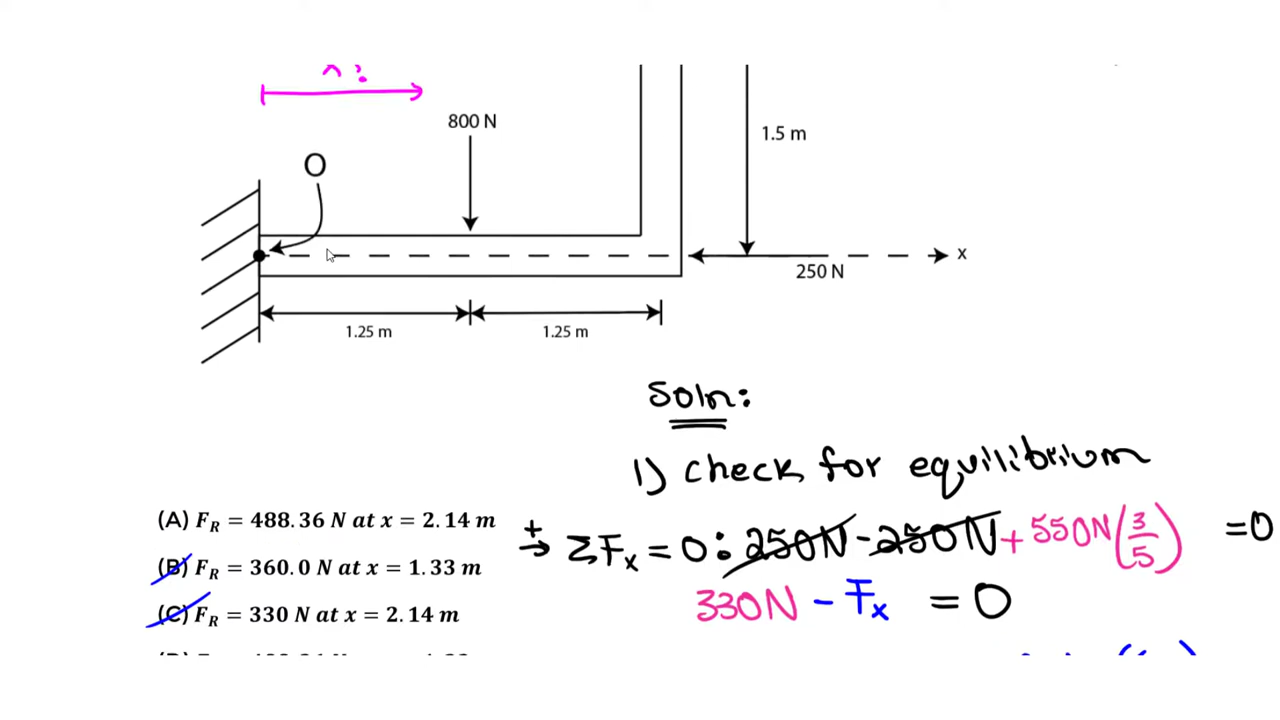 800 N
1.5 m
O
x
250 N
1.25 m
1.25 m
Soln:
1) check for equilibrium
(A) F_R = 488.36 N at x = 2.14 m
+→ ΣFₓ = 0: 250N - 250N + 550N(3/5) = 0
(B) F_R = 360.0 N at x = 1.33 m
330N - Fₓ = 0
(C) F_R = 330 N at x = 2.14 m